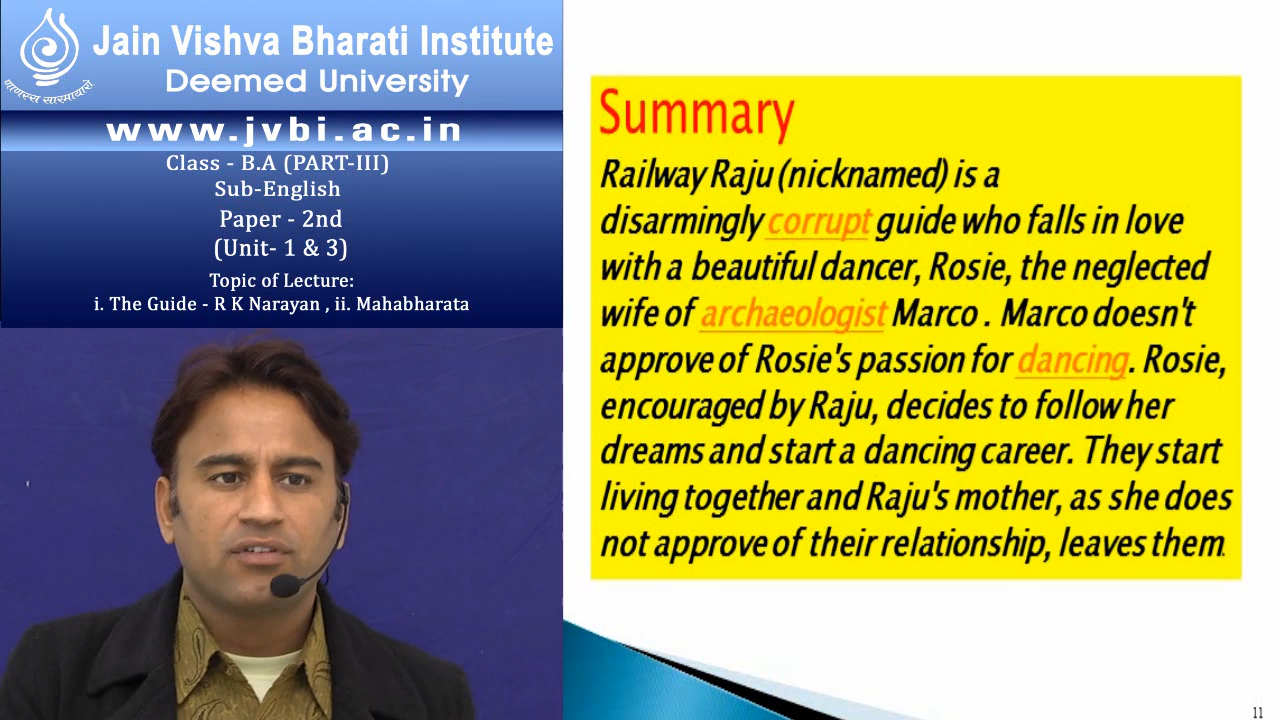 Jain Vishva Bharati Institute
Deemed University
णाणस्स सारमायारो
www.jvbi.ac.in
Class - B.A (PART-III)
Sub-English
Paper - 2nd
(Unit- 1 & 3)
Topic of Lecture:
i. The Guide - R K Narayan , ii. Mahabharata
Summary
Railway Raju (nicknamed) is a
disarmingly corrupt guide who falls in love
with a beautiful dancer, Rosie, the neglected
wife of archaeologist Marco . Marco doesn't
approve of Rosie's passion for dancing. Rosie,
encouraged by Raju, decides to follow her
dreams and start a dancing career. They start
living together and Raju's mother, as she does
not approve of their relationship, leaves them.
11